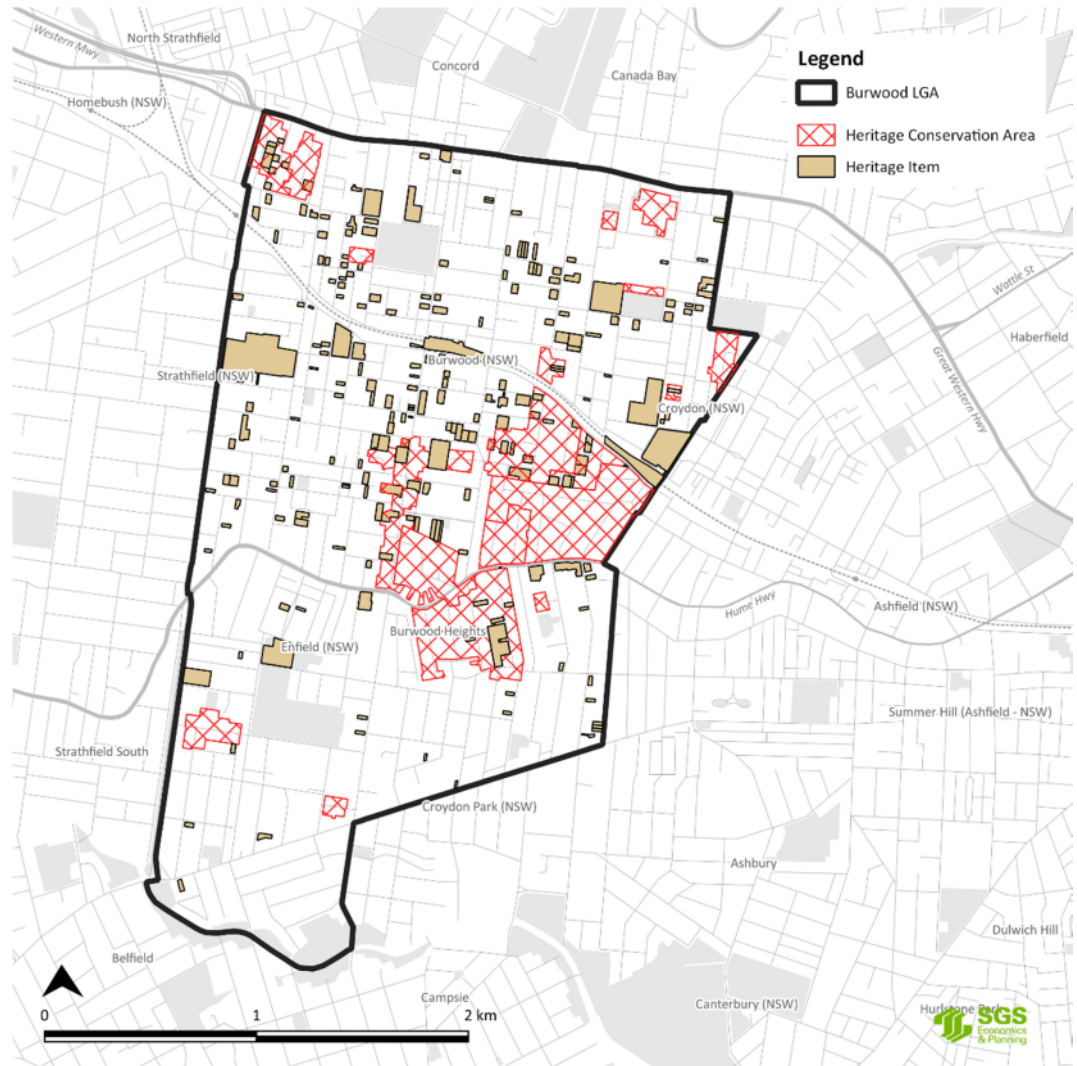 Western Mwy
North Strathfield
Concord
Canada Bay
Homebush (NSW)
Legend
Burwood LGA
Heritage Conservation Area
Heritage Item
Wattle St
Haberfield
Great Western Hwy
Strathfield (NSW)
Burwood (NSW)
Croydon (NSW)
Hume Hwy
Ashfield (NSW)
Burwood Heights
Enfield (NSW)
Summer Hill (Ashfield - NSW)
Strathfield South
Croydon Park (NSW)
Ashbury
Dulwich Hill
Belfield
Campsie
Canterbury (NSW)
Hurlstone Park
0
1
2 km
SGS
Economics
& Planning